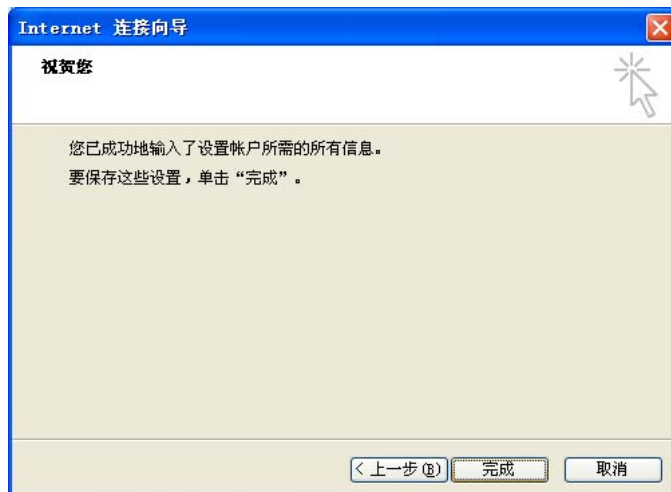 Internet 连接向导
祝贺您
您已成功地输入了设置帐户所需的所有信息。
要保存这些设置，单击“完成”。
< 上一步(B)
完成
取消